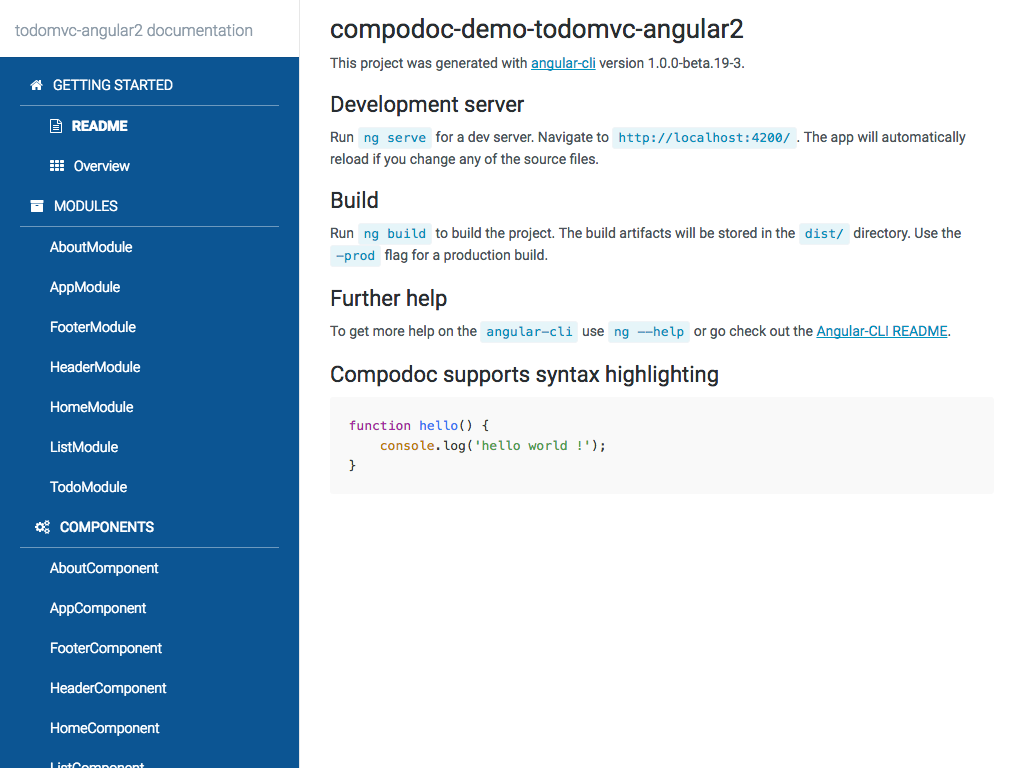 todomvc-angular2 documentation
GETTING STARTED
README
Overview
MODULES
AboutModule
AppModule
FooterModule
HeaderModule
HomeModule
ListModule
TodoModule
COMPONENTS
AboutComponent
AppComponent
FooterComponent
HeaderComponent
HomeComponent
ListComponent
compodoc-demo-todomvc-angular2
This project was generated with angular-cli version 1.0.0-beta.19-3.
Development server
Run ng serve for a dev server. Navigate to http://localhost:4200/ . The app will automatically
reload if you change any of the source files.
Build
Run ng build to build the project. The build artifacts will be stored in the dist/ directory. Use the
-prod flag for a production build.
Further help
To get more help on the angular-cli use ng --help or go check out the Angular-CLI README.
Compodoc supports syntax highlighting
function hello() {
    console.log('hello world !');
}